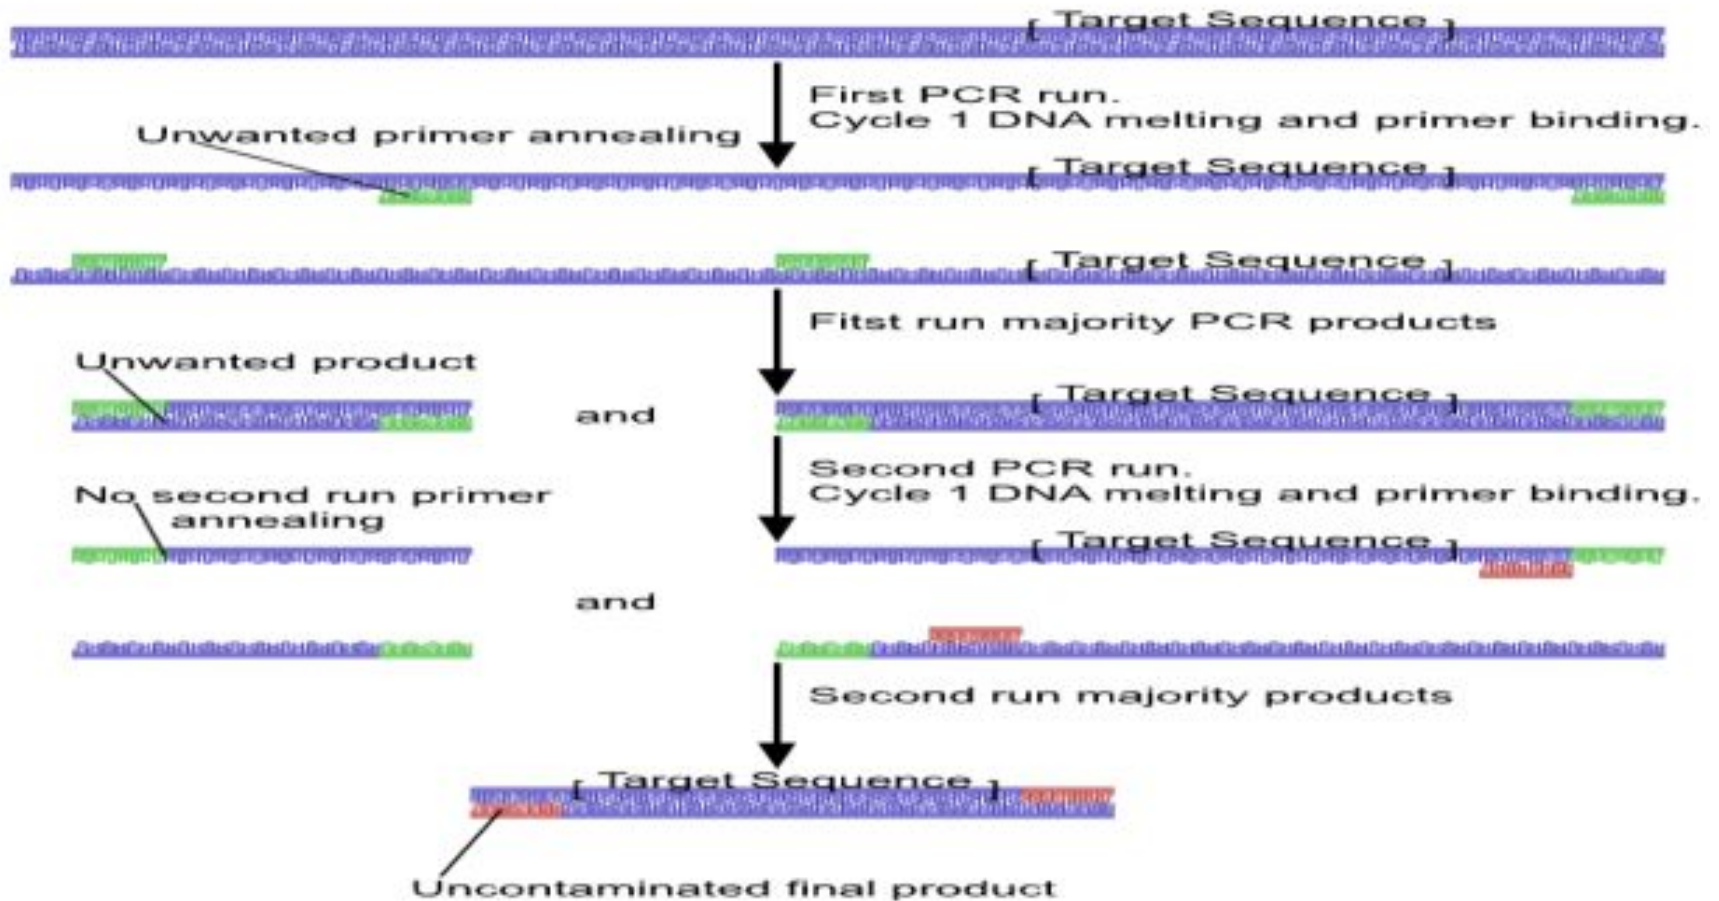 [ Target Sequence ]
First PCR run.
Cycle 1 DNA melting and primer binding.
Unwanted primer annealing
[ Target Sequence ]
[ Target Sequence ]
Fitst run majority PCR products
Unwanted product
and
[ Target Sequence ]
Second PCR run.
Cycle 1 DNA melting and primer binding.
No second run primer
annealing
[ Target Sequence ]
and
Second run majority products
[ Target Sequence ]
Uncontaminated final product